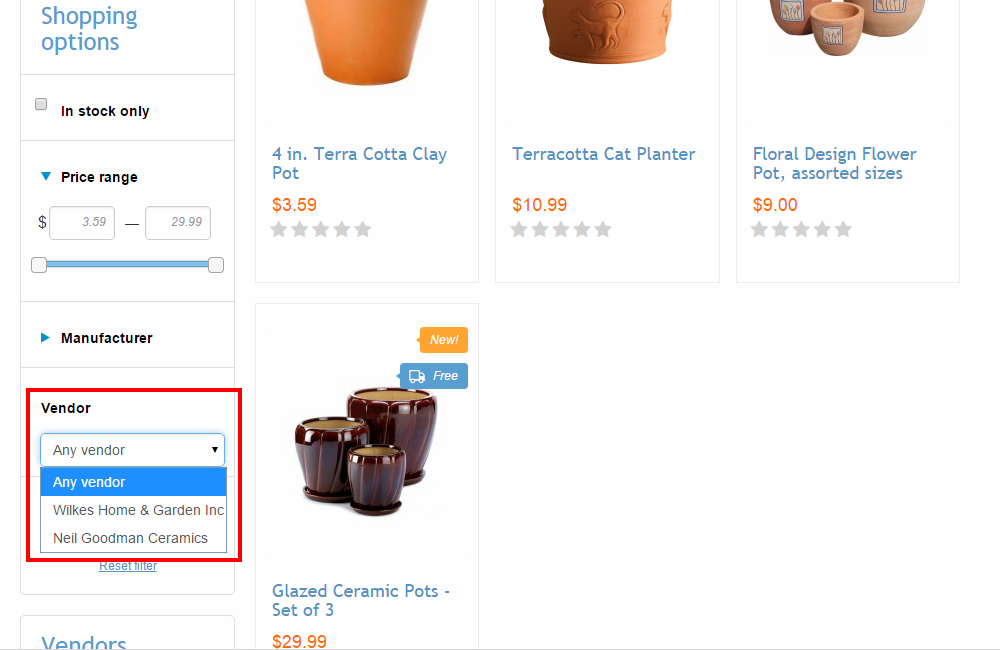 Shopping
options
In stock only
Price range
$ 3.59 — 29.99
Manufacturer
Vendor
Any vendor
Any vendor
Wilkes Home & Garden Inc
Neil Goodman Ceramics
Reset filter
Vendors
4 in. Terra Cotta Clay
Pot
$3.59
Terracotta Cat Planter
$10.99
Floral Design Flower
Pot, assorted sizes
$9.00
New!
Free
Glazed Ceramic Pots -
Set of 3
$29.99